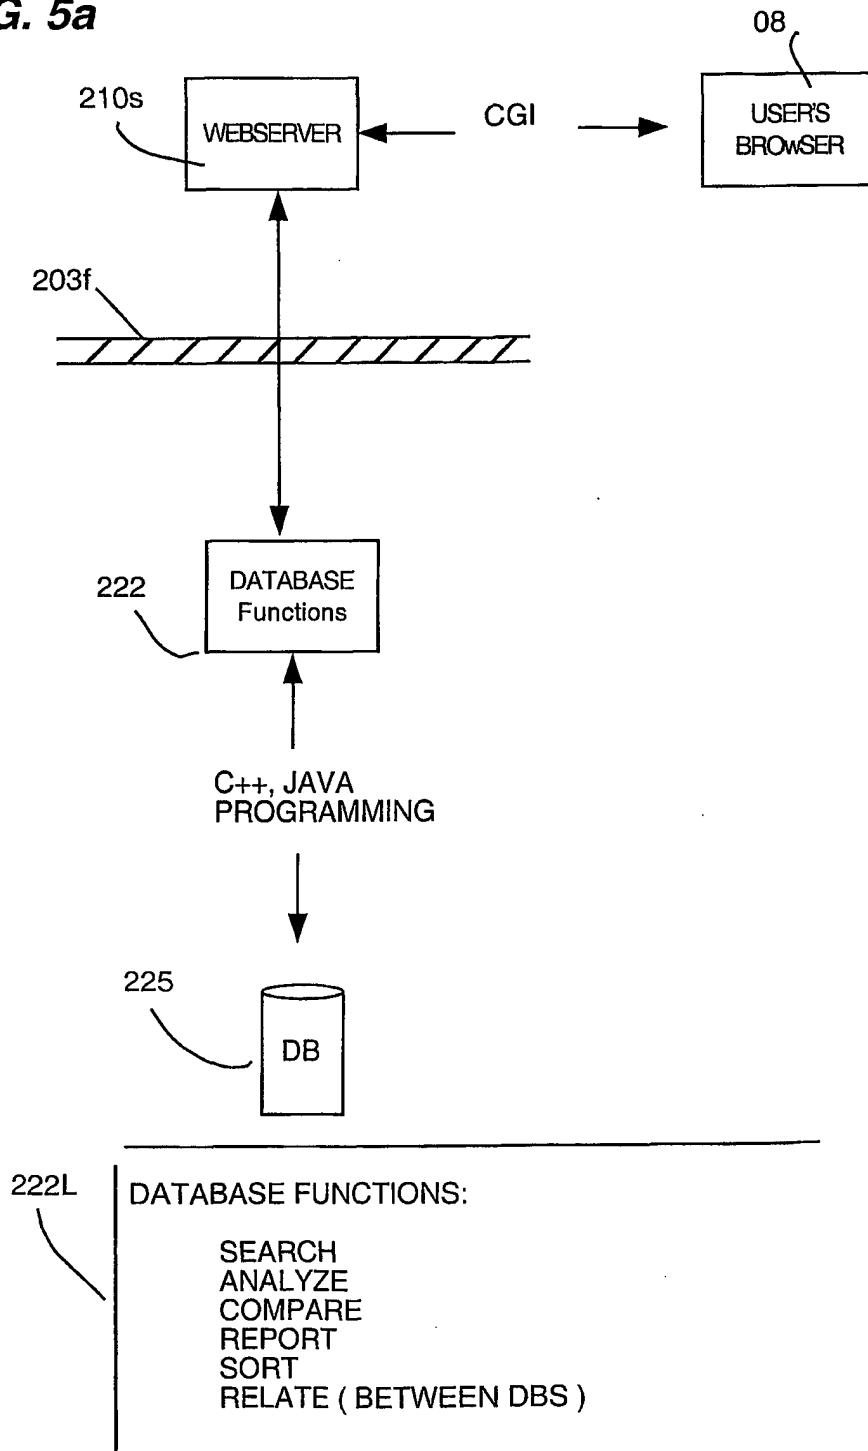 G. 5a
08
210s
WEBSERVER
CGI
USER'S
BROwSER
203f
222
DATABASE
Functions
C++, JAVA
PROGRAMMING
225
DB
222L
DATABASE FUNCTIONS:
SEARCH
ANALYZE
COMPARE
REPORT
SORT
RELATE ( BETWEEN DBS )